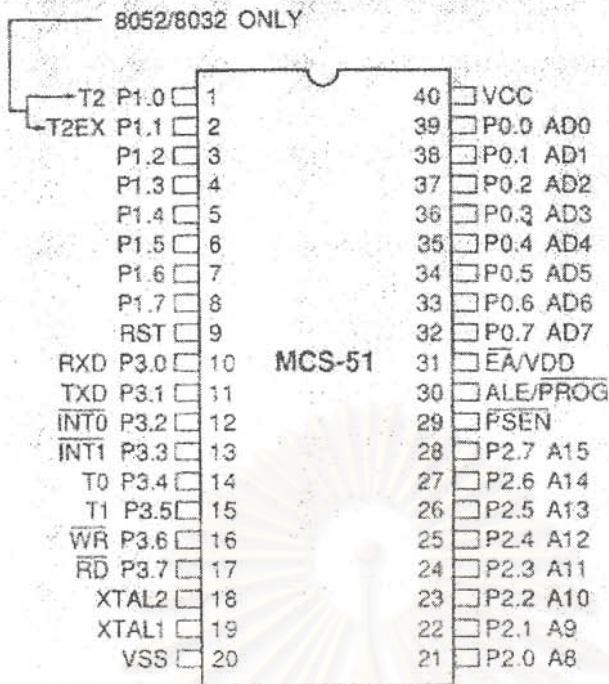 8052/8032 ONLY
T2 P1.0 1 40 VCC
T2EX P1.1 2 39 P0.0 AD0
P1.2 3 38 P0.1 AD1
P1.3 4 37 P0.2 AD2
P1.4 5 36 P0.3 AD3
P1.5 6 35 P0.4 AD4
P1.6 7 34 P0.5 AD5
P1.7 8 33 P0.6 AD6
RST 9 32 P0.7 AD7
RXD P3.0 10 MCS-51 31 E̅A̅/VDD
TXD P3.1 11 30 ALE/P̅R̅O̅G̅
I̅N̅T̅0̅ P3.2 12 29 P̅S̅E̅N̅
I̅N̅T̅1̅ P3.3 13 28 P2.7 A15
T0 P3.4 14 27 P2.6 A14
T1 P3.5 15 26 P2.5 A13
W̅R̅ P3.6 16 25 P2.4 A12
R̅D̅ P3.7 17 24 P2.3 A11
XTAL2 18 23 P2.2 A10
XTAL1 19 22 P2.1 A9
VSS 20 21 P2.0 A8